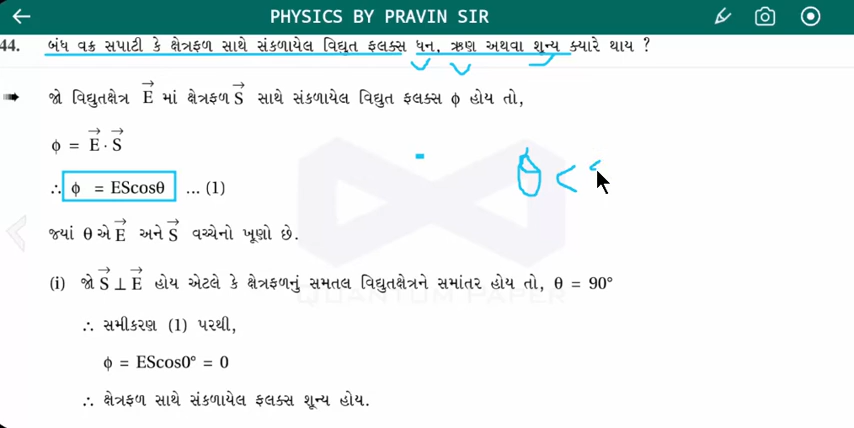 PHYSICS BY PRAVIN SIR
44. બંધ વક્ર સપાટી કે ક્ષેત્રફળ સાથે સંકળાયેલ વિદ્યુત ફ્લક્સ ધન, ઋણ અથવા શૂન્ય ક્યારે થાય ?
➠ જો વિદ્યુતક્ષેત્ર E⃗ માં ક્ષેત્રફળ S⃗ સાથે સંકળાયેલ વિદ્યુત ફ્લક્સ ϕ હોય તો,
ϕ = E⃗ · S⃗
θ <
∴ ϕ = EScosθ ... (1)
જ્યાં θ એ E⃗ અને S⃗ વચ્ચેનો ખૂણો છે.
(i) જો S⃗ ⊥ E⃗ હોય એટલે કે ક્ષેત્રફળનું સમતલ વિદ્યુતક્ષેત્રને સમાંતર હોય તો, θ = 90°
QUANTUM PAPER
∴ સમીકરણ (1) પરથી,
ϕ = EScos0° = 0
∴ ક્ષેત્રફળ સાથે સંકળાયેલ ફ્લક્સ શૂન્ય હોય.